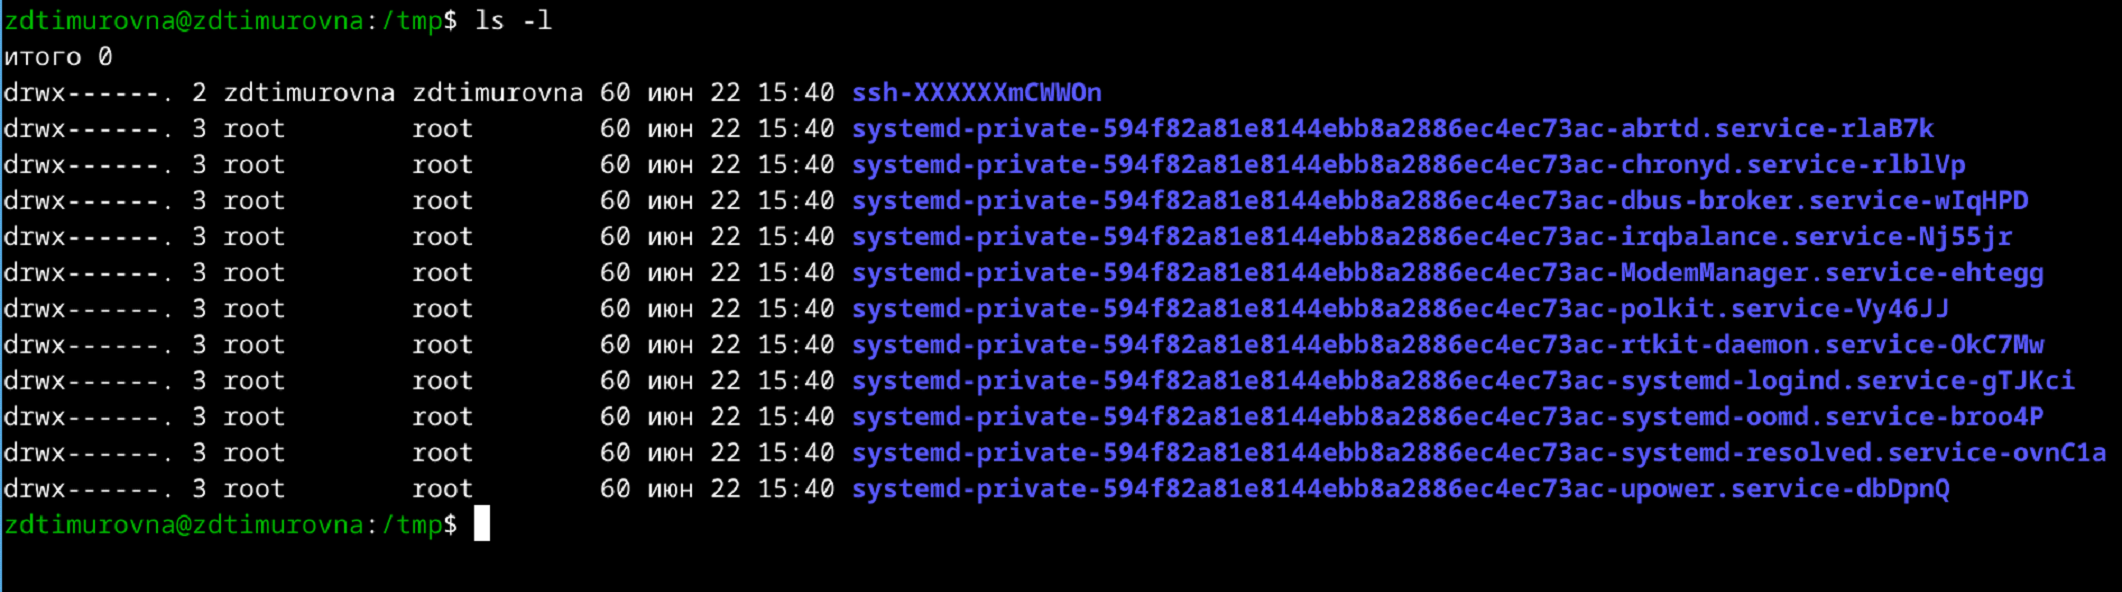 zdtimurovna@zdtimurovna:/tmp$ ls -l
итого 0
drwx------. 2 zdtimurovna zdtimurovna 60 июн 22 15:40 ssh-XXXXXXmCWWOn
drwx------. 3 root        root        60 июн 22 15:40 systemd-private-594f82a81e8144ebb8a2886ec4ec73ac-abrtd.service-rlaB7k
drwx------. 3 root        root        60 июн 22 15:40 systemd-private-594f82a81e8144ebb8a2886ec4ec73ac-chronyd.service-rlblVp
drwx------. 3 root        root        60 июн 22 15:40 systemd-private-594f82a81e8144ebb8a2886ec4ec73ac-dbus-broker.service-wIqHPD
drwx------. 3 root        root        60 июн 22 15:40 systemd-private-594f82a81e8144ebb8a2886ec4ec73ac-irqbalance.service-Nj55jr
drwx------. 3 root        root        60 июн 22 15:40 systemd-private-594f82a81e8144ebb8a2886ec4ec73ac-ModemManager.service-ehtegg
drwx------. 3 root        root        60 июн 22 15:40 systemd-private-594f82a81e8144ebb8a2886ec4ec73ac-polkit.service-Vy46JJ
drwx------. 3 root        root        60 июн 22 15:40 systemd-private-594f82a81e8144ebb8a2886ec4ec73ac-rtkit-daemon.service-OkC7Mw
drwx------. 3 root        root        60 июн 22 15:40 systemd-private-594f82a81e8144ebb8a2886ec4ec73ac-systemd-logind.service-gTJKci
drwx------. 3 root        root        60 июн 22 15:40 systemd-private-594f82a81e8144ebb8a2886ec4ec73ac-systemd-oomd.service-broo4P
drwx------. 3 root        root        60 июн 22 15:40 systemd-private-594f82a81e8144ebb8a2886ec4ec73ac-systemd-resolved.service-ovnC1a
drwx------. 3 root        root        60 июн 22 15:40 systemd-private-594f82a81e8144ebb8a2886ec4ec73ac-upower.service-dbDpnQ
zdtimurovna@zdtimurovna:/tmp$